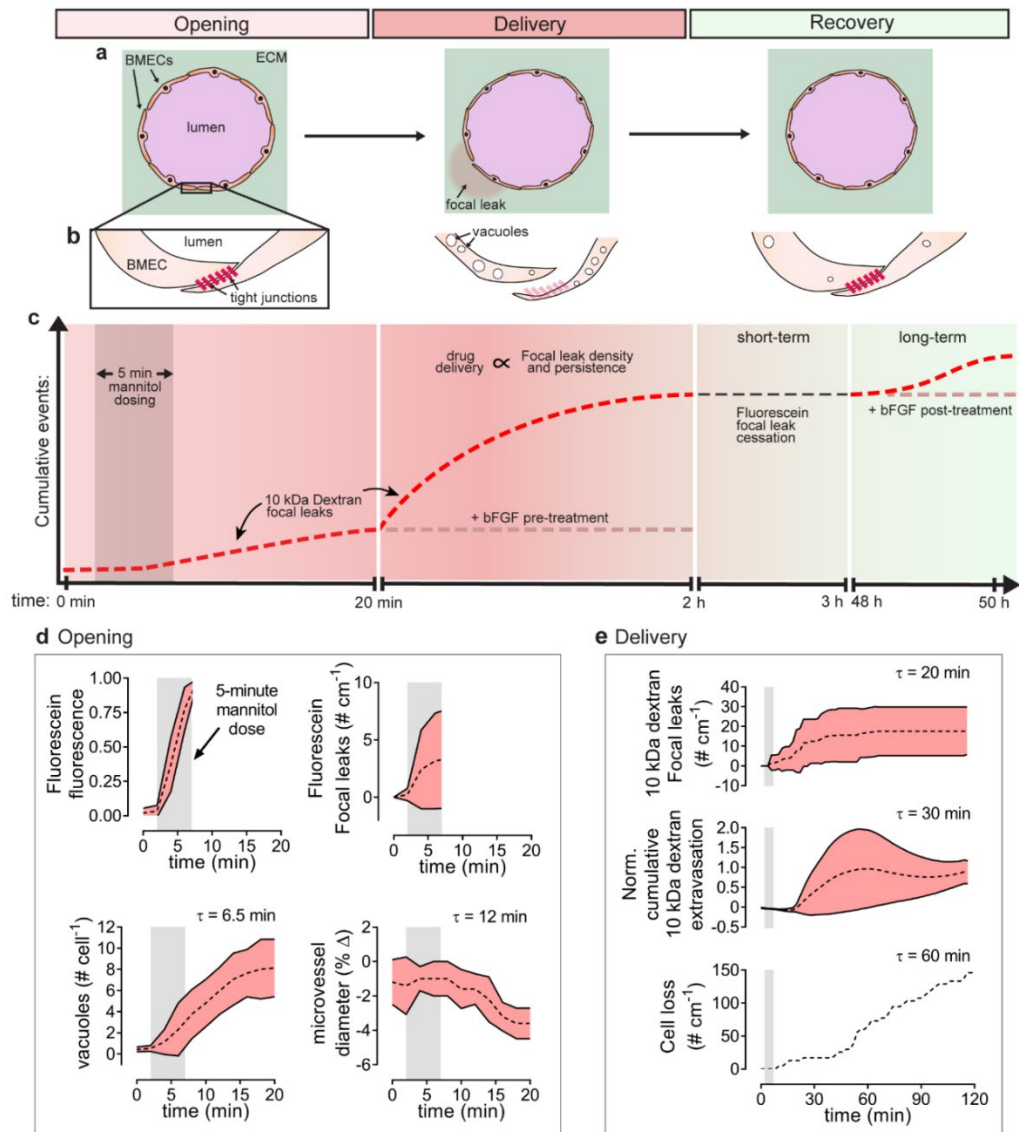 Opening
Delivery
Recovery
a
BMECs
ECM
lumen
focal leak
b
lumen
BMEC
tight junctions
vacuoles
c
Cumulative events:
5 min
mannitol
dosing
10 kDa Dextran
focal leaks
drug
delivery
∝
Focal leak density
and persistence
+ bFGF pre-treatment
short-term
Fluorescein
focal leak
cessation
long-term
+ bFGF post-treatment
time:
0 min
20 min
2 h
3 h
48 h
50 h
d Opening
Fluorescein
fluorescence
1.00
0.75
0.50
0.25
0.00
5-minute
mannitol
dose
0 5 10 15 20
time (min)
Fluorescein
Focal leaks (# cm⁻¹)
10
5
0
0 5 10 15 20
time (min)
vacuoles (# cell⁻¹)
τ = 6.5 min
12
10
8
6
4
2
0
0 5 10 15 20
time (min)
microvessel
diameter (% Δ)
τ = 12 min
2
0
-2
-4
-6
0 5 10 15 20
time (min)
e Delivery
10 kDa dextran
Focal leaks
(# cm⁻¹)
τ = 20 min
40
30
20
10
0
-10
Norm.
cumulative
10 kDa dextran
extravasation
τ = 30 min
2.0
1.5
1.0
0.5
0
-0.5
Cell loss
(# cm⁻¹)
τ = 60 min
150
100
50
0
0 30 60 90 120
time (min)